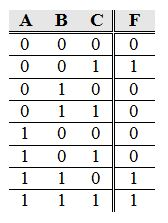 A B C F
0 0 0 0
0 0 1 1
0 1 0 0
0 1 1 0
1 0 0 0
1 0 1 0
1 1 0 1
1 1 1 1